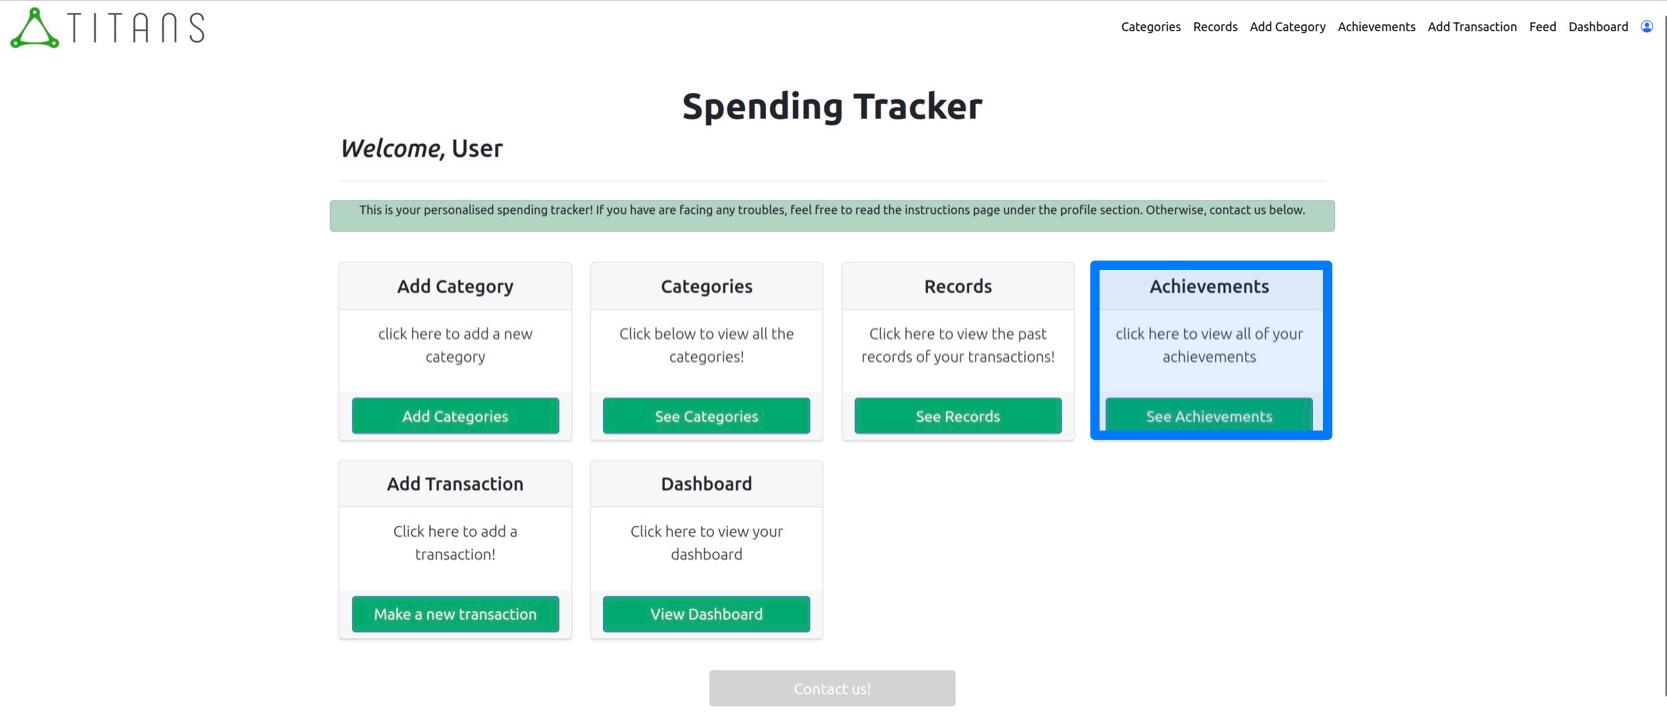 TITANS
Categories Records Add Category Achievements Add Transaction Feed Dashboard
Spending Tracker
Welcome, User
This is your personalised spending tracker! If you have are facing any troubles, feel free to read the instructions page under the profile section. Otherwise, contact us below.
Add Category
click here to add a new
category
Add Categories
Categories
Click below to view all the
categories!
See Categories
Records
Click here to view the past
records of your transactions!
See Records
Achievements
click here to view all of your
achievements
See Achievements
Add Transaction
Click here to add a
transaction!
Make a new transaction
Dashboard
Click here to view your
dashboard
View Dashboard
Contact us!